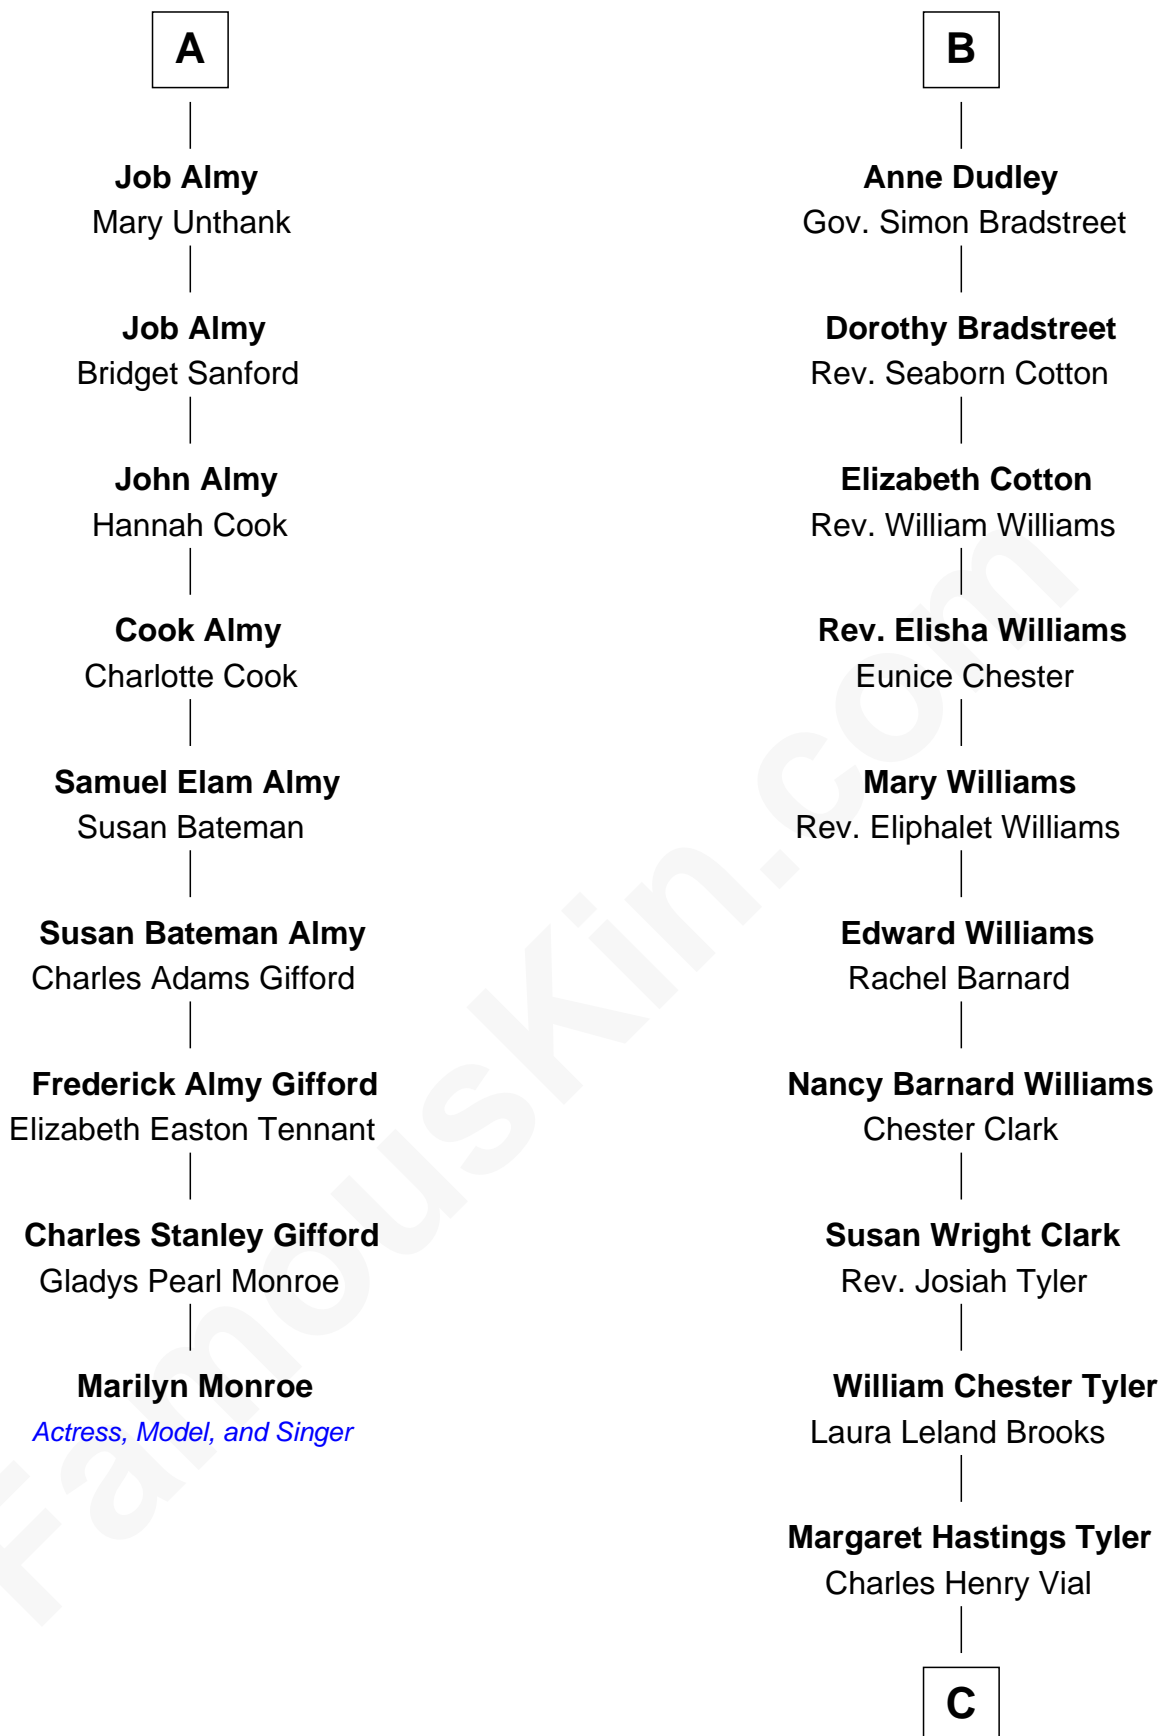 A
Job Almy
Mary Unthank
Job Almy
Bridget Sanford
John Almy
Hannah Cook
Cook Almy
Charlotte Cook
Samuel Elam Almy
Susan Bateman
Susan Bateman Almy
Charles Adams Gifford
Frederick Almy Gifford
Elizabeth Easton Tennant
Charles Stanley Gifford
Gladys Pearl Monroe
Marilyn Monroe
Actress, Model, and Singer
B
Anne Dudley
Gov. Simon Bradstreet
Dorothy Bradstreet
Rev. Seaborn Cotton
Elizabeth Cotton
Rev. William Williams
Rev. Elisha Williams
Eunice Chester
Mary Williams
Rev. Eliphalet Williams
Edward Williams
Rachel Barnard
Nancy Barnard Williams
Chester Clark
Susan Wright Clark
Rev. Josiah Tyler
William Chester Tyler
Laura Leland Brooks
Margaret Hastings Tyler
Charles Henry Vial
C
FamousKin.com